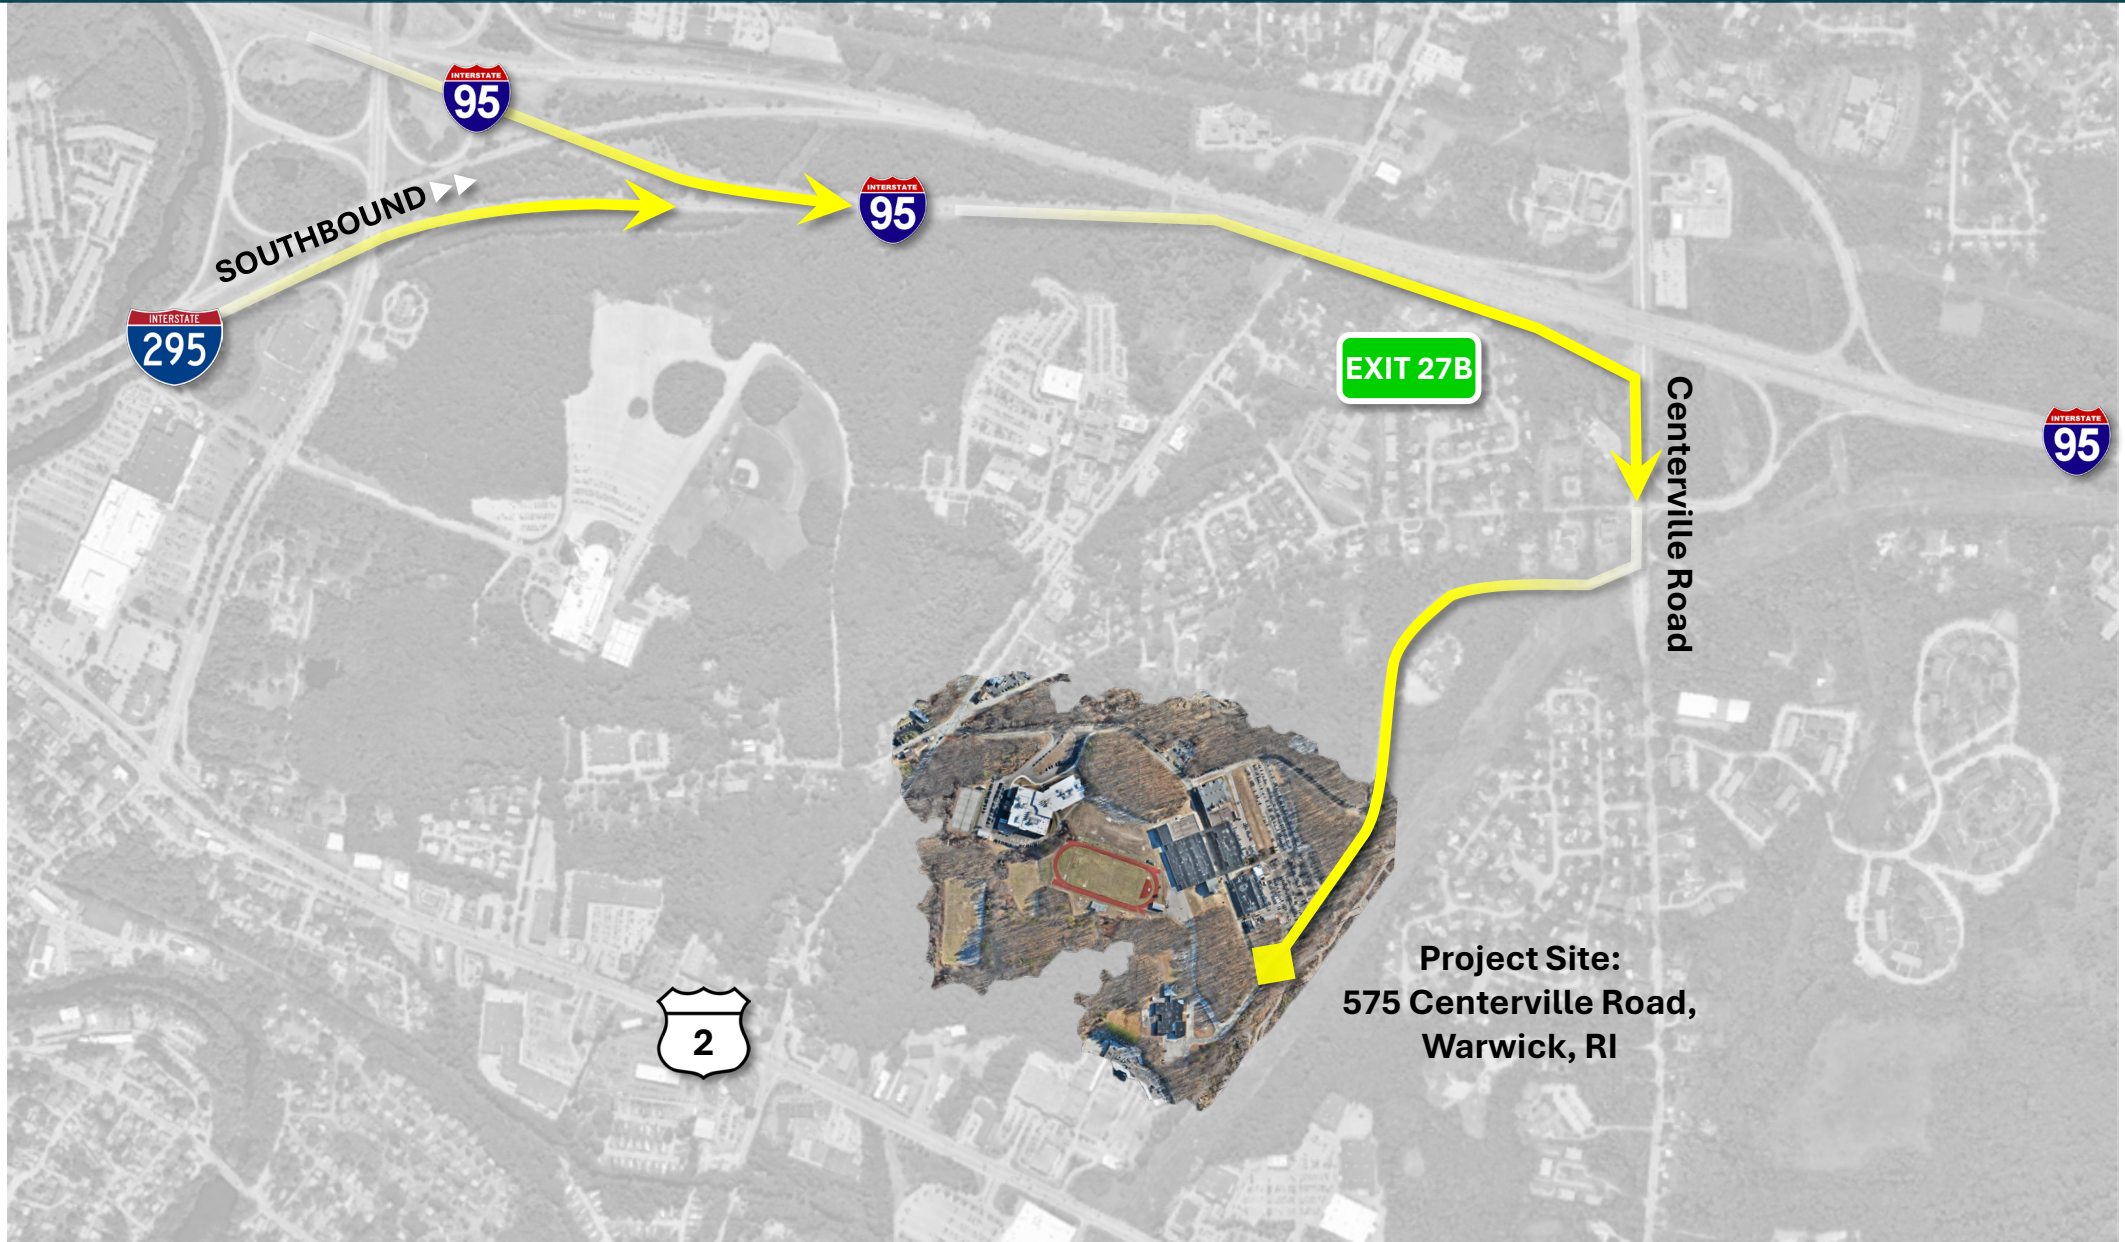 INTERSTATE
95
SOUTHBOUND
INTERSTATE
95
INTERSTATE
295
EXIT 27B
Centerville Road
INTERSTATE
95
Project Site:
575 Centerville Road,
Warwick, RI
2